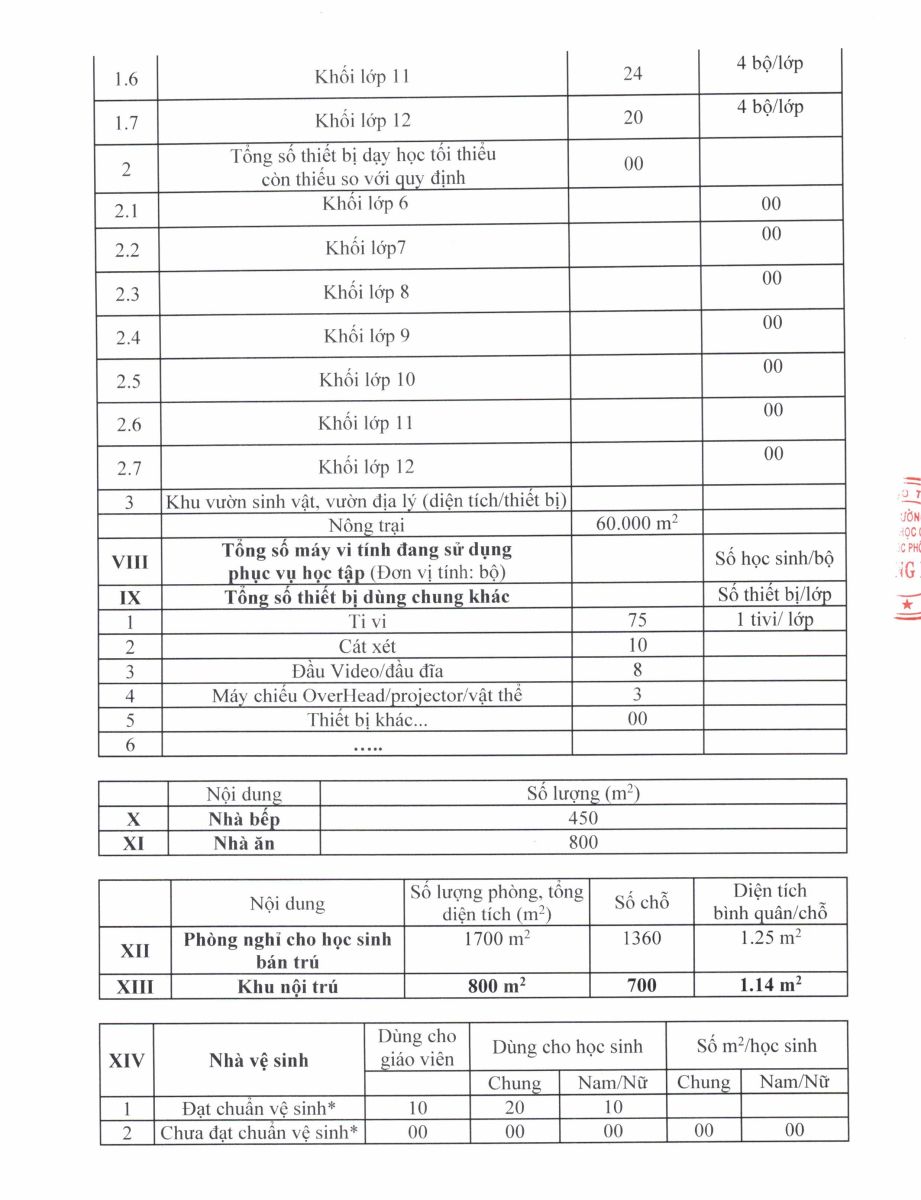 1.6 Khối lớp 11 24 4 bộ/lớp
1.7 Khối lớp 12 20 4 bộ/lớp
2 Tổng số thiết bị dạy học tối thiểu còn thiếu so với quy định 00
2.1 Khối lớp 6 00
2.2 Khối lớp7 00
2.3 Khối lớp 8 00
2.4 Khối lớp 9 00
2.5 Khối lớp 10 00
2.6 Khối lớp 11 00
2.7 Khối lớp 12 00
3 Khu vườn sinh vật, vườn địa lý (diện tích/thiết bị)
Nông trại 60.000 m²
VIII Tổng số máy vi tính đang sử dụng phục vụ học tập (Đơn vị tính: bộ) Số học sinh/bộ
IX Tổng số thiết bị dùng chung khác Số thiết bị/lớp
1 Ti vi 75 1 tivi/ lớp
2 Cát xét 10
3 Đầu Video/đầu đĩa 8
4 Máy chiếu OverHead/projector/vật thể 3
5 Thiết bị khác... 00
6 .....
Nội dung Số lượng (m²)
X Nhà bếp 450
XI Nhà ăn 800
Nội dung Số lượng phòng, tổng diện tích (m²) Số chỗ Diện tích bình quân/chỗ
XII Phòng nghỉ cho học sinh bán trú 1700 m² 1360 1.25 m²
XIII Khu nội trú 800 m² 700 1.14 m²
XIV Nhà vệ sinh Dùng cho giáo viên Dùng cho học sinh Số m²/học sinh
Chung Nam/Nữ Chung Nam/Nữ
1 Đạt chuẩn vệ sinh* 10 20 10
2 Chưa đạt chuẩn vệ sinh* 00 00 00 00 00